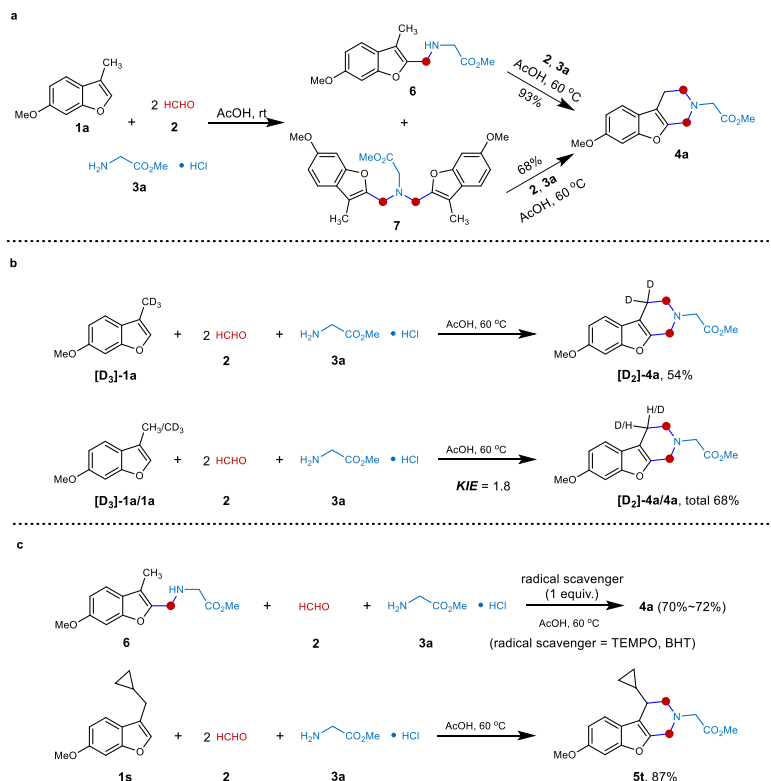 a
CH₃
MeO
O
1a
+
2 HCHO
2
H₂N
CO₂Me
• HCl
3a
AcOH, rt
CH₃
HN
CO₂Me
MeO
O
6
+
OMe
OMe
MeO₂C
O
N
O
CH₃
CH₃
7
2, 3a
AcOH, 60 °C
93%
68%
2, 3a
AcOH, 60 °C
N
CO₂Me
MeO
O
4a
b
CD₃
MeO
O
[D₃]-1a
+
2 HCHO
2
+
H₂N
CO₂Me
• HCl
3a
AcOH, 60 °C
D
D
N
CO₂Me
MeO
O
[D₂]-4a, 54%
CH₃/CD₃
MeO
O
[D₃]-1a/1a
+
2 HCHO
2
+
H₂N
CO₂Me
• HCl
3a
AcOH, 60 °C
KIE = 1.8
H/D
D/H
N
CO₂Me
MeO
O
[D₂]-4a/4a, total 68%
c
CH₃
HN
CO₂Me
MeO
O
6
+
HCHO
2
+
H₂N
CO₂Me
• HCl
3a
radical scavenger
(1 equiv.)
AcOH, 60 °C
4a (70%~72%)
(radical scavenger = TEMPO, BHT)
MeO
O
1s
+
2 HCHO
2
+
H₂N
CO₂Me
• HCl
3a
AcOH, 60 °C
N
CO₂Me
MeO
O
5t, 87%